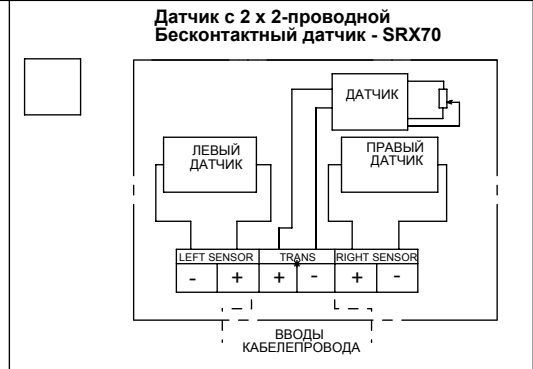 Датчик с 2 x 2-проводной
Бесконтактный датчик - SRX70
ДАТЧИК
ЛЕВЫЙ
ДАТЧИК
ПРАВЫЙ
ДАТЧИК
LEFT SENSOR TRANS RIGHT SENSOR
- + + - + -
ВВОДЫ
КАБЕЛЕПРОВОДА